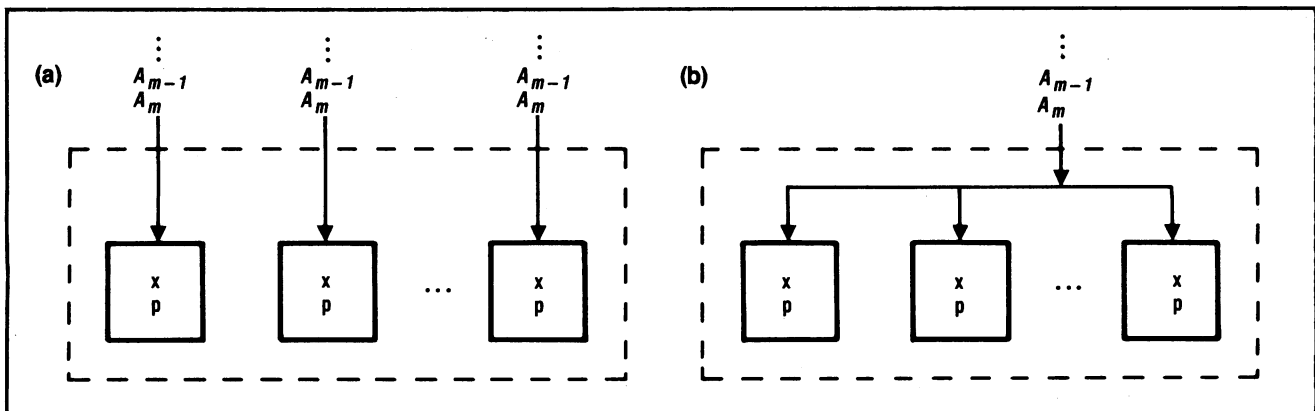 (a)
⋮
A_{m-1}
A_m
⋮
A_{m-1}
A_m
⋮
A_{m-1}
A_m
x
p
x
p
...
x
p
(b)
⋮
A_{m-1}
A_m
x
p
x
p
...
x
p